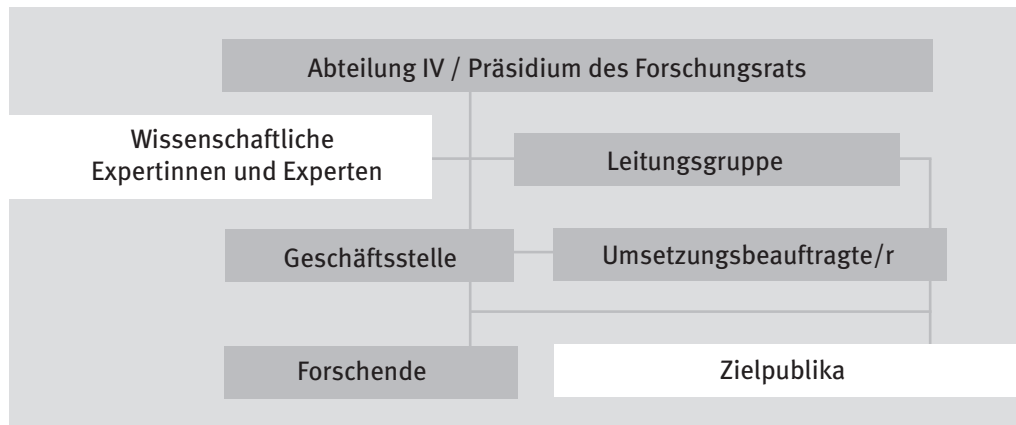 Abteilung IV / Präsidium des Forschungsrats
Wissenschaftliche
Expertinnen und Experten
Leitungsgruppe
Geschäftsstelle
Umsetzungsbeauftragte/r
Forschende
Zielpublika